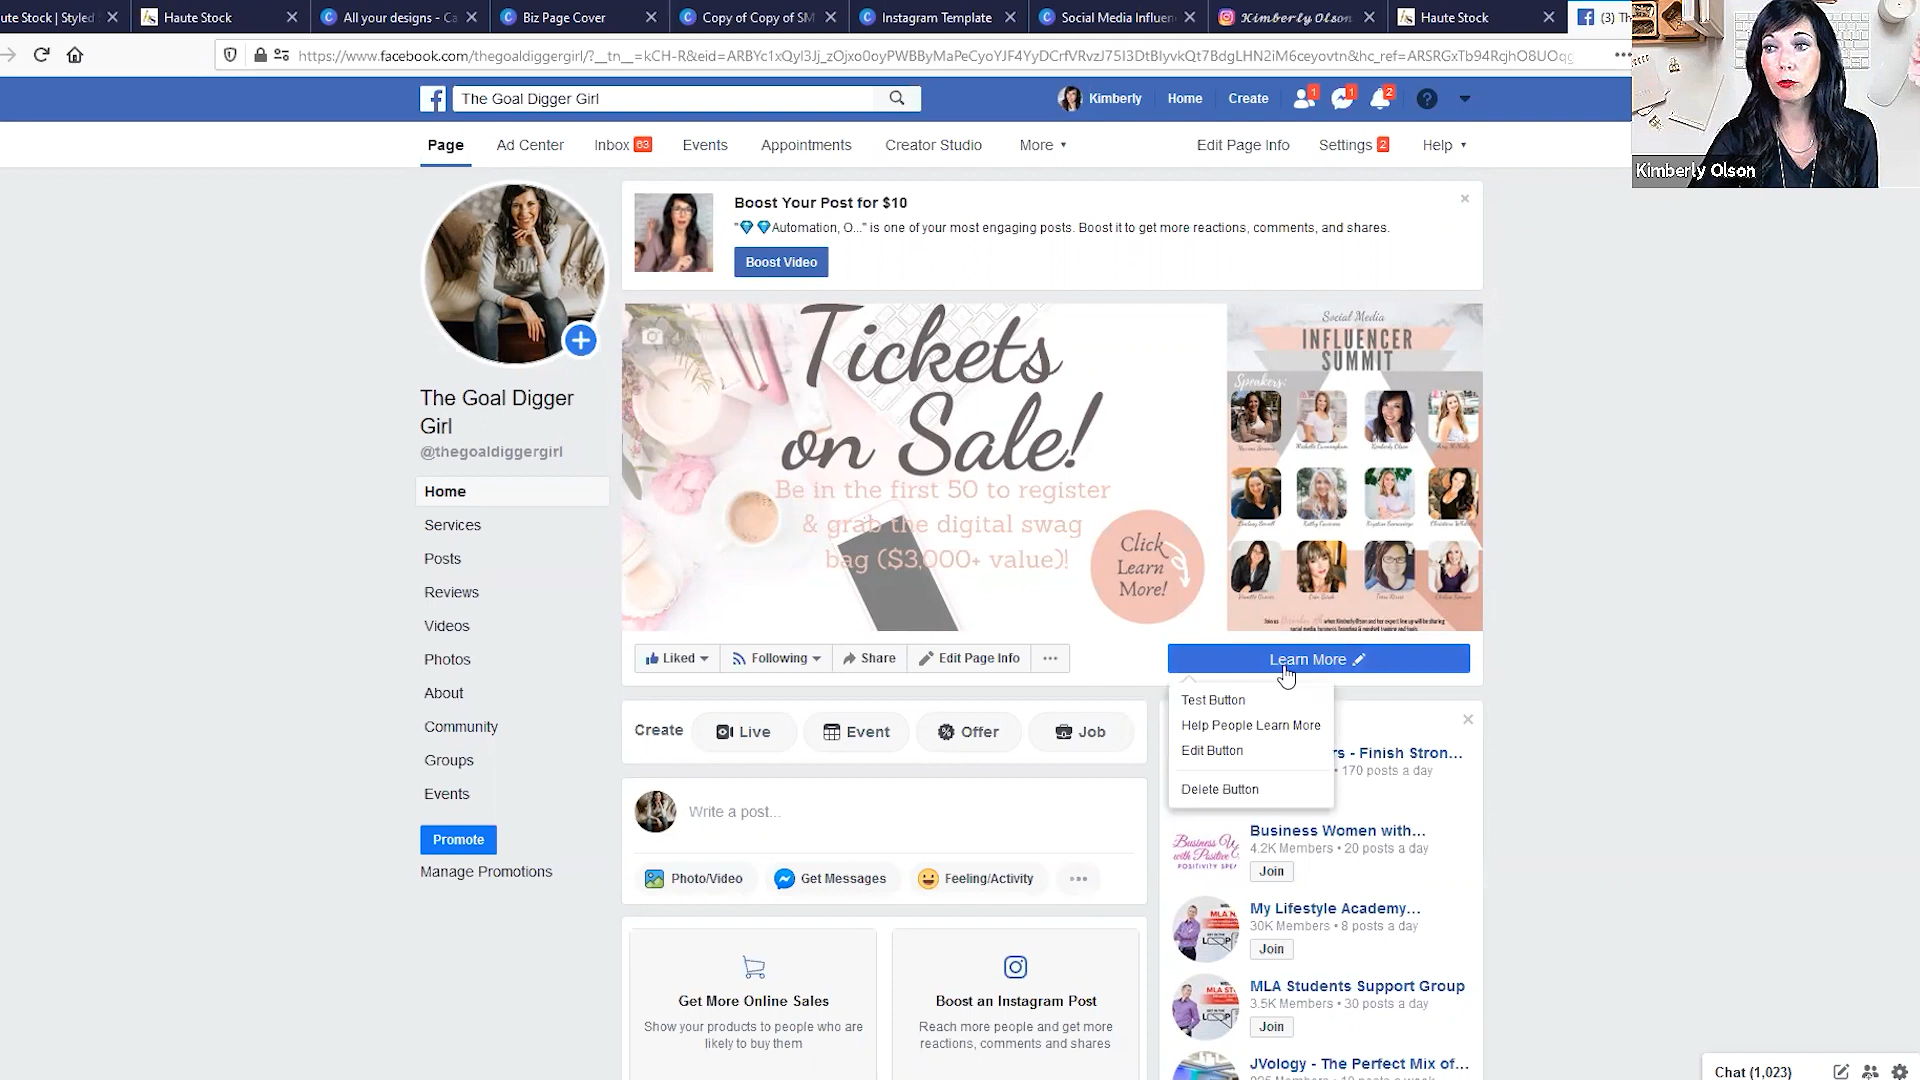 ute Stock | Styled
Haute Stock
All your designs - Ca
Biz Page Cover
Copy of Copy of SM
Instagram Template
Social Media Influen
Kimberly Olson
Haute Stock
(3) Th
https://www.facebook.com/thegoaldiggergirl/?__tn__=kCH-R&eid=ARBYc1xQyl3Jj_zOjxo0oyPWBByMaPeCyoYJF4YyDCrfVRvzJ75I3DtBIyvkQt7BdgLHN2iM6ceyovtn&hc_ref=ARSRGxTb94RcjhO8UOqg
The Goal Digger Girl
Kimberly
Home
Create
1
1
2
Kimberly Olson
Page
Ad Center
Inbox 63
Events
Appointments
Creator Studio
More
Edit Page Info
Settings 2
Help
Boost Your Post for $10
"💎 💎Automation, O..." is one of your most engaging posts. Boost it to get more reactions, comments, and shares.
Boost Video
The Goal Digger
Girl
@thegoaldiggergirl
Home
Services
Posts
Reviews
Videos
Photos
About
Community
Groups
Events
Promote
Manage Promotions
Tickets
on Sale!
Be in the first 50 to register
& grab the digital swag
bag ($3,000+ value)!
Click
Learn
More!
Social Media
INFLUENCER
SUMMIT
Speakers:
Liked
Following
Share
Edit Page Info
Learn More
Test Button
Help People Learn More
Edit Button
Delete Button
Create
Live
Event
Offer
Job
Write a post...
Photo/Video
Get Messages
Feeling/Activity
Get More Online Sales
Show your products to people who are
likely to buy them
Boost an Instagram Post
Reach more people and get more
reactions, comments and shares
rs - Finish Stron...
• 170 posts a day
Business Women with...
4.2K Members • 20 posts a day
Join
My Lifestyle Academy...
30K Members • 8 posts a day
Join
MLA Students Support Group
3.5K Members • 30 posts a day
Join
JVology - The Perfect Mix of...
Chat (1,023)